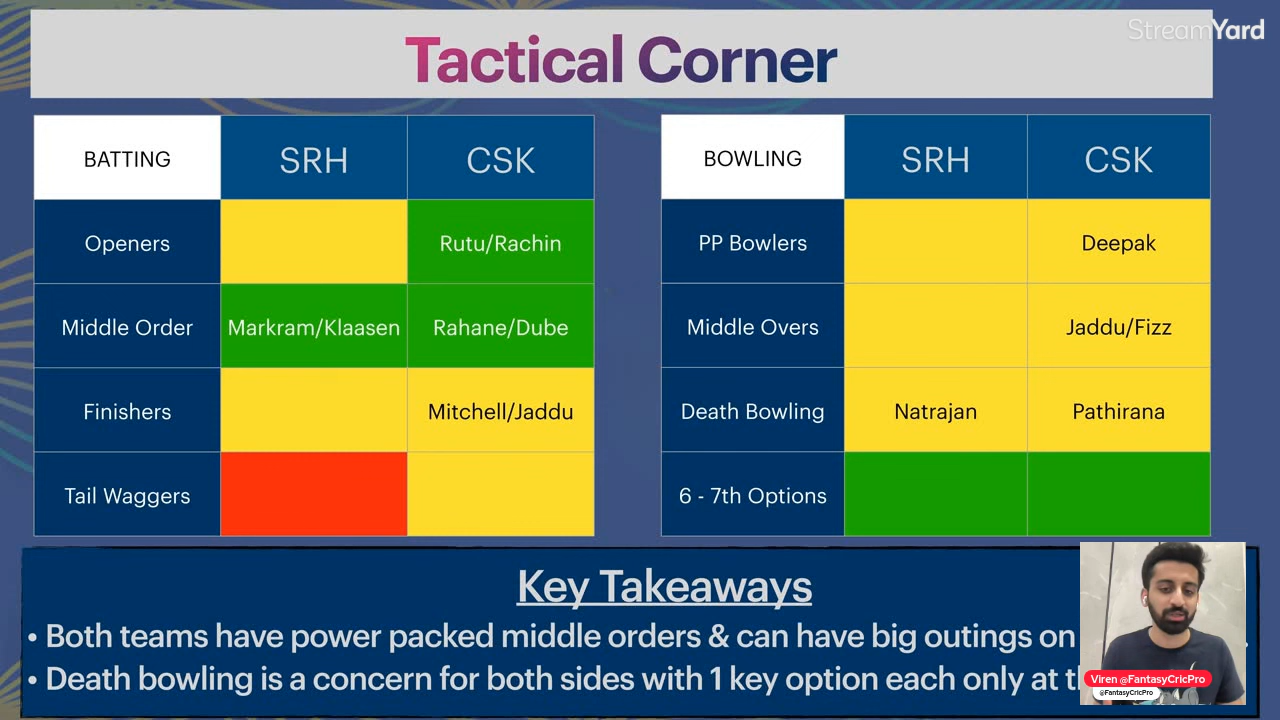 StreamYard
Tactical Corner
BATTING SRH CSK
Openers Rutu/Rachin
Middle Order Markram/Klaasen Rahane/Dube
Finishers Mitchell/Jaddu
Tail Waggers
BOWLING SRH CSK
PP Bowlers Deepak
Middle Overs Jaddu/Fizz
Death Bowling Natrajan Pathirana
6 - 7th Options
Key Takeaways
• Both teams have power packed middle orders & can have big outings on
• Death bowling is a concern for both sides with 1 key option each only at
Viren @FantasyCricPro
@FantasyCricPro